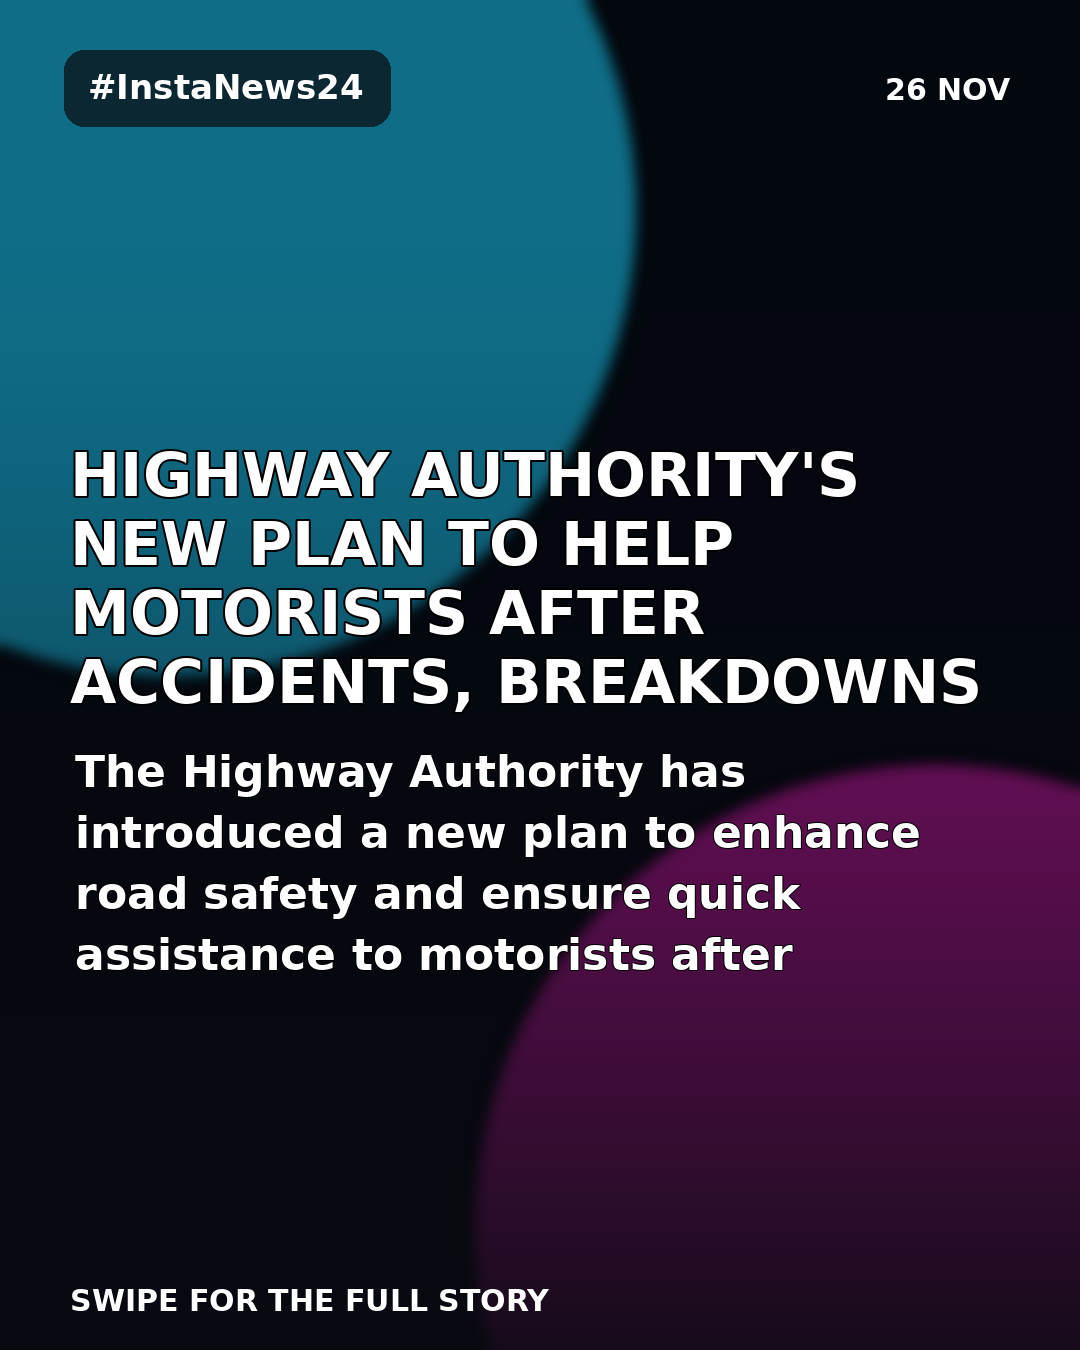 #InstaNews24
26 NOV
HIGHWAY AUTHORITY'S
NEW PLAN TO HELP
MOTORISTS AFTER
ACCIDENTS, BREAKDOWNS
The Highway Authority has
introduced a new plan to enhance
road safety and ensure quick
assistance to motorists after
SWIPE FOR THE FULL STORY